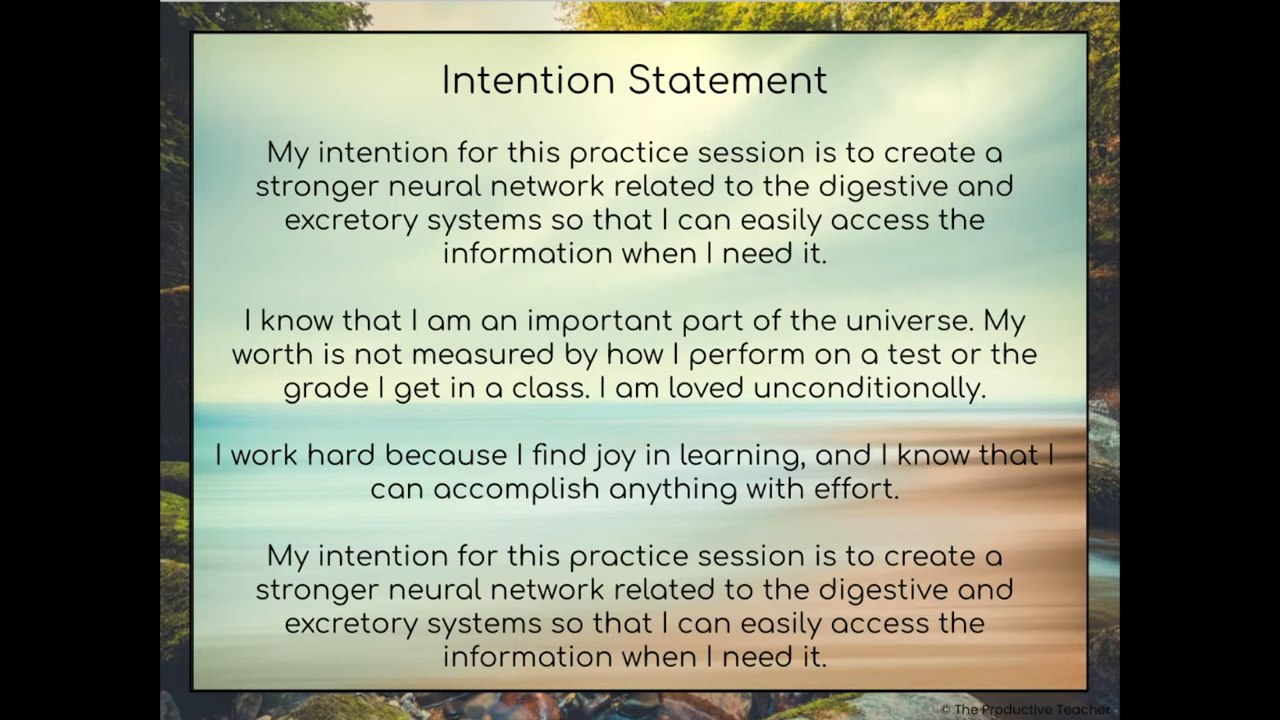 Intention Statement
My intention for this practice session is to create a
stronger neural network related to the digestive and
excretory systems so that I can easily access the
information when I need it.
I know that I am an important part of the universe. My
worth is not measured by how I perform on a test or the
grade I get in a class. I am loved unconditionally.
I work hard because I find joy in learning, and I know that I
can accomplish anything with effort.
My intention for this practice session is to create a
stronger neural network related to the digestive and
excretory systems so that I can easily access the
information when I need it.
© The Productive Teacher